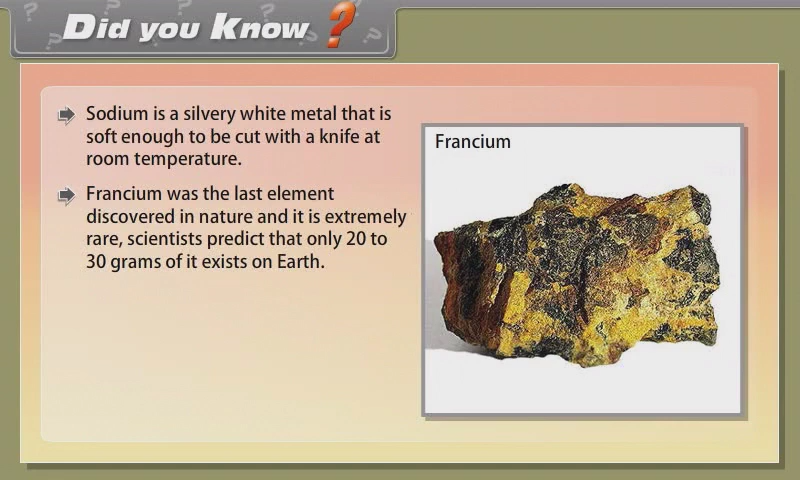 Did you Know ?
Sodium is a silvery white metal that is
soft enough to be cut with a knife at
room temperature.
Francium was the last element
discovered in nature and it is extremely
rare, scientists predict that only 20 to
30 grams of it exists on Earth.
Francium